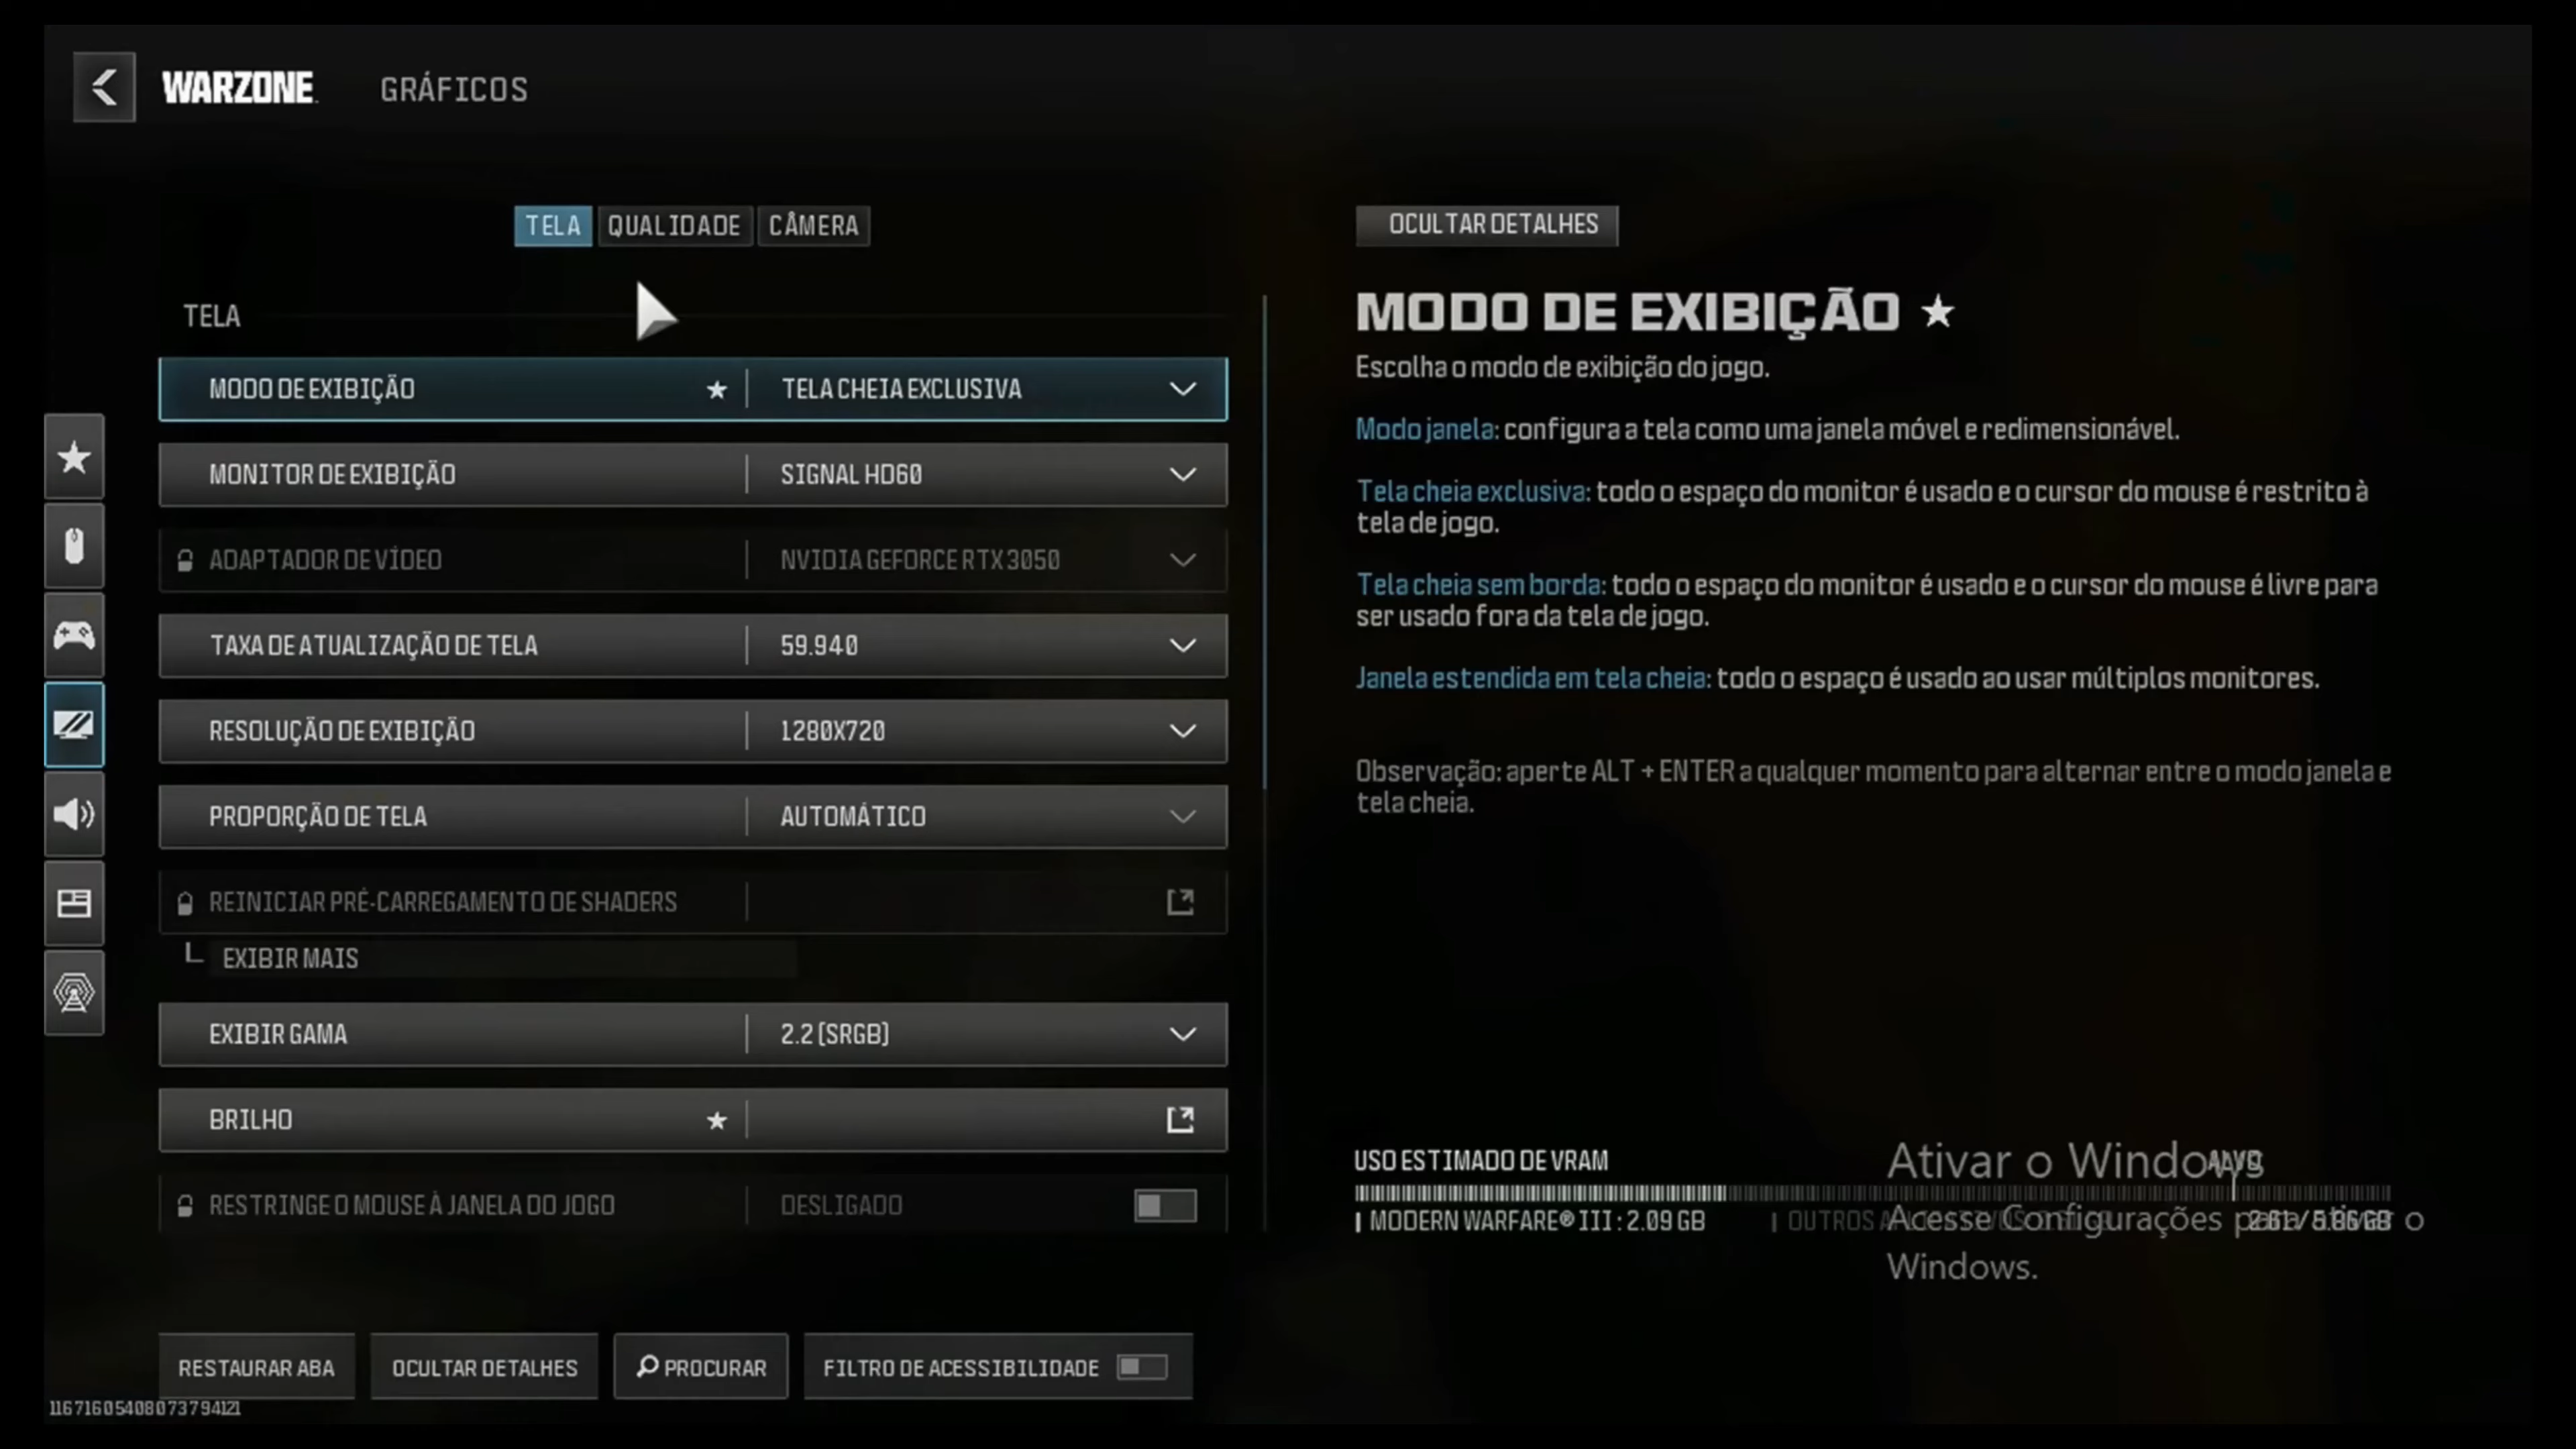 WARZONE
GRÁFICOS
TELA
QUALIDADE
CÂMERA
TELA
MODO DE EXIBIÇÃO
TELA CHEIA EXCLUSIVA
MONITOR DE EXIBIÇÃO
SIGNAL HD60
ADAPTADOR DE VÍDEO
NVIDIA GEFORCE RTX 3050
TAXA DE ATUALIZAÇÃO DE TELA
59.940
RESOLUÇÃO DE EXIBIÇÃO
1280X720
PROPORÇÃO DE TELA
AUTOMÁTICO
REINICIAR PRÉ-CARREGAMENTO DE SHADERS
EXIBIR MAIS
EXIBIR GAMA
2.2 (SRGB)
BRILHO
RESTRINGE O MOUSE À JANELA DO JOGO
DESLIGADO
RESTAURAR ABA
OCULTAR DETALHES
PROCURAR
FILTRO DE ACESSIBILIDADE
11671605408073794121
OCULTAR DETALHES
MODO DE EXIBIÇÃO
Escolha o modo de exibição do jogo.
Modo janela: configura a tela como uma janela móvel e redimensionável.
Tela cheia exclusiva: todo o espaço do monitor é usado e o cursor do mouse é restrito à
tela de jogo.
Tela cheia sem borda: todo o espaço do monitor é usado e o cursor do mouse é livre para
ser usado fora da tela de jogo.
Janela estendida em tela cheia: todo o espaço é usado ao usar múltiplos monitores.
Observação: aperte ALT + ENTER a qualquer momento para alternar entre o modo janela e
tela cheia.
USO ESTIMADO DE VRAM
MODERN WARFARE® III : 2.09 GB
OUTROS
Ativar o Windows
Acesse Configurações para ativar o
Windows.